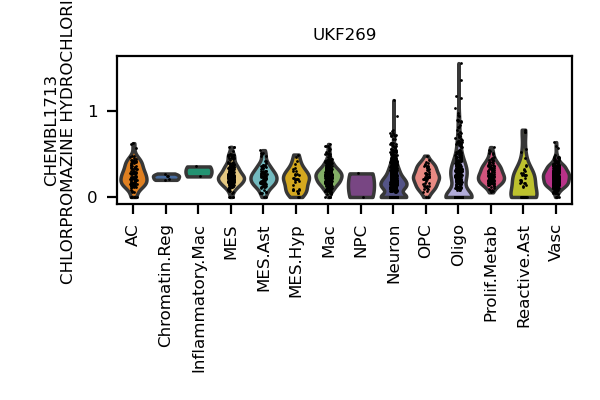 UKF269
CHEMBL1713
CHLORPROMAZINE HYDROCHLORI
1
0
AC
Chromatin.Reg
Inflammatory.Mac
MES
MES.Ast
MES.Hyp
Mac
NPC
Neuron
OPC
Oligo
Prolif.Metab
Reactive.Ast
Vasc